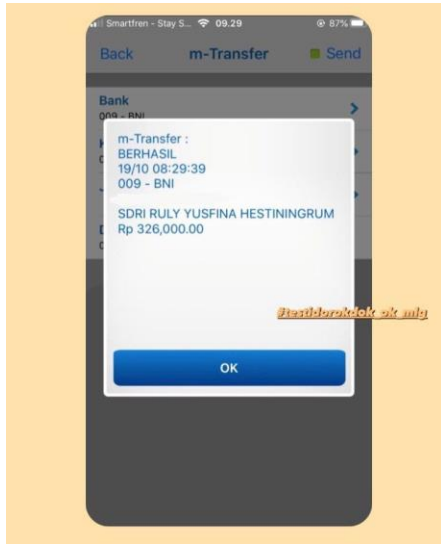 Smartfren - Stay S... 09.29 87%
Back m-Transfer Send
Bank
009 - BNI
m-Transfer :
BERHASIL
19/10 08:29:39
009 - BNI
SDRI RULY YUSFINA HESTININGRUM
Rp 326,000.00
#testidorokdok_ok_mlg
OK